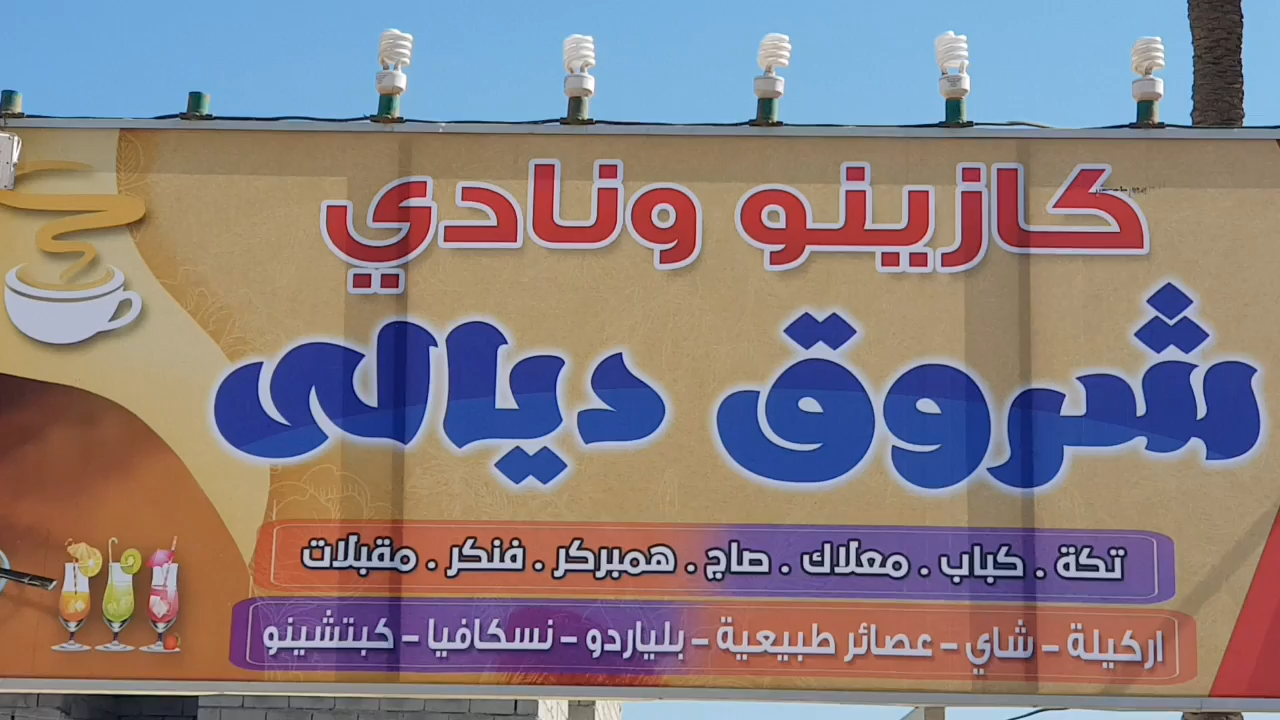 كازينو ونادي
شروق ديالى
تكة . كباب . معلاك . صاج . همبركر . فنكر . مقبلات
اركيلة - شاي - عصائر طبيعية - بلياردو - نسكافيا - كبتشينو